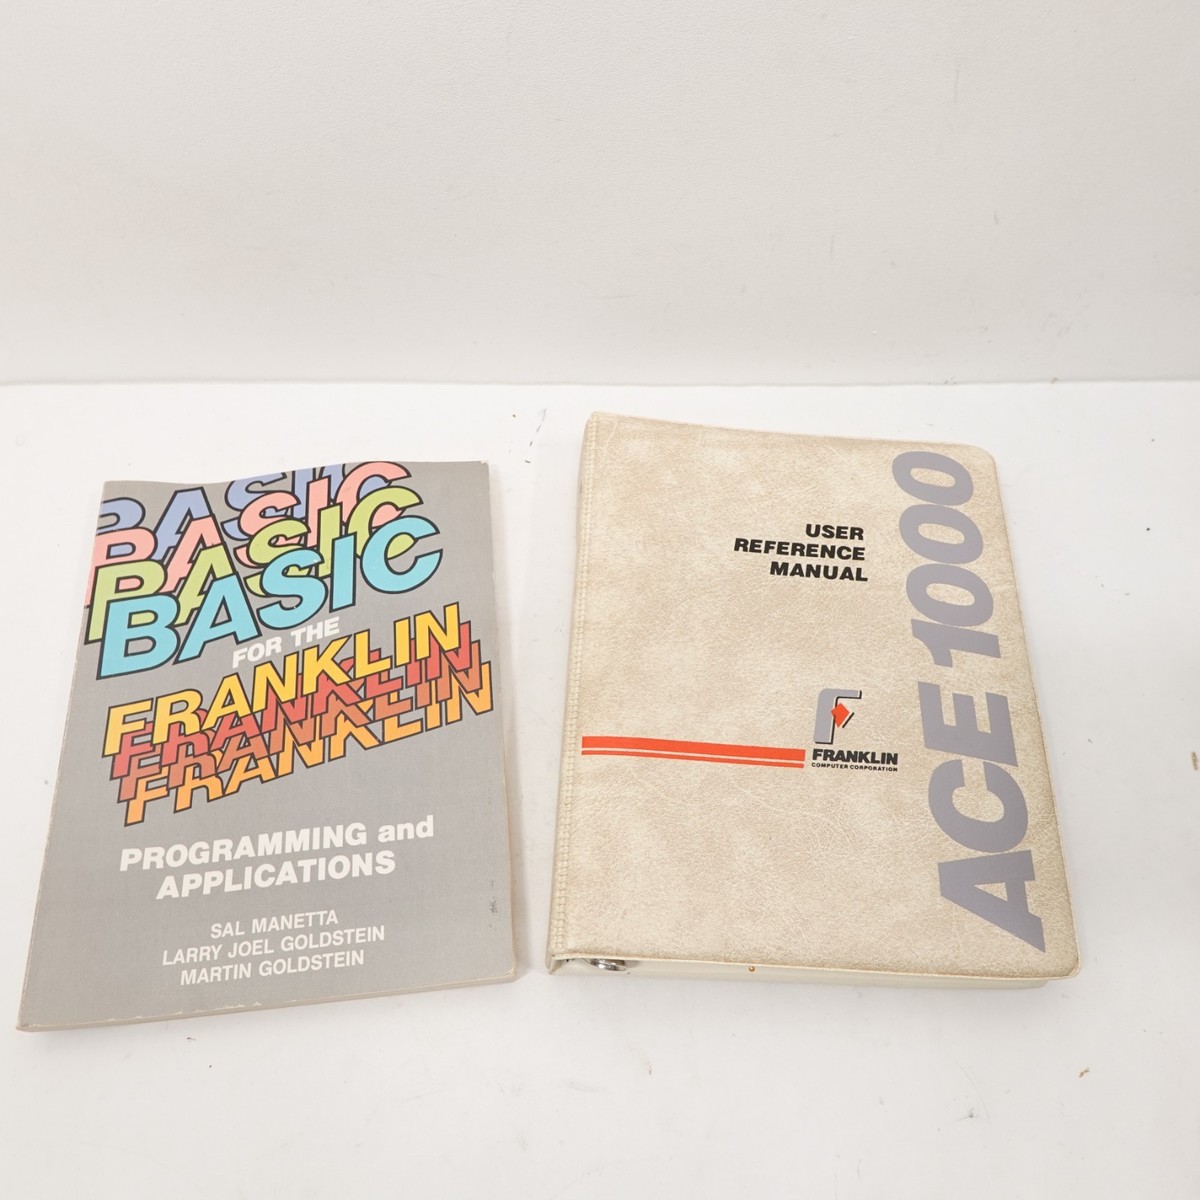 BASIC
BASIC
BASIC
BASIC
FOR THE
FRANKLIN
FRANKLIN
FRANKLIN
FRANKLIN
PROGRAMMING and
APPLICATIONS
SAL MANETTA
LARRY JOEL GOLDSTEIN
MARTIN GOLDSTEIN
USER
REFERENCE
MANUAL
FRANKLIN
COMPUTER CORPORATION
ACE 1000